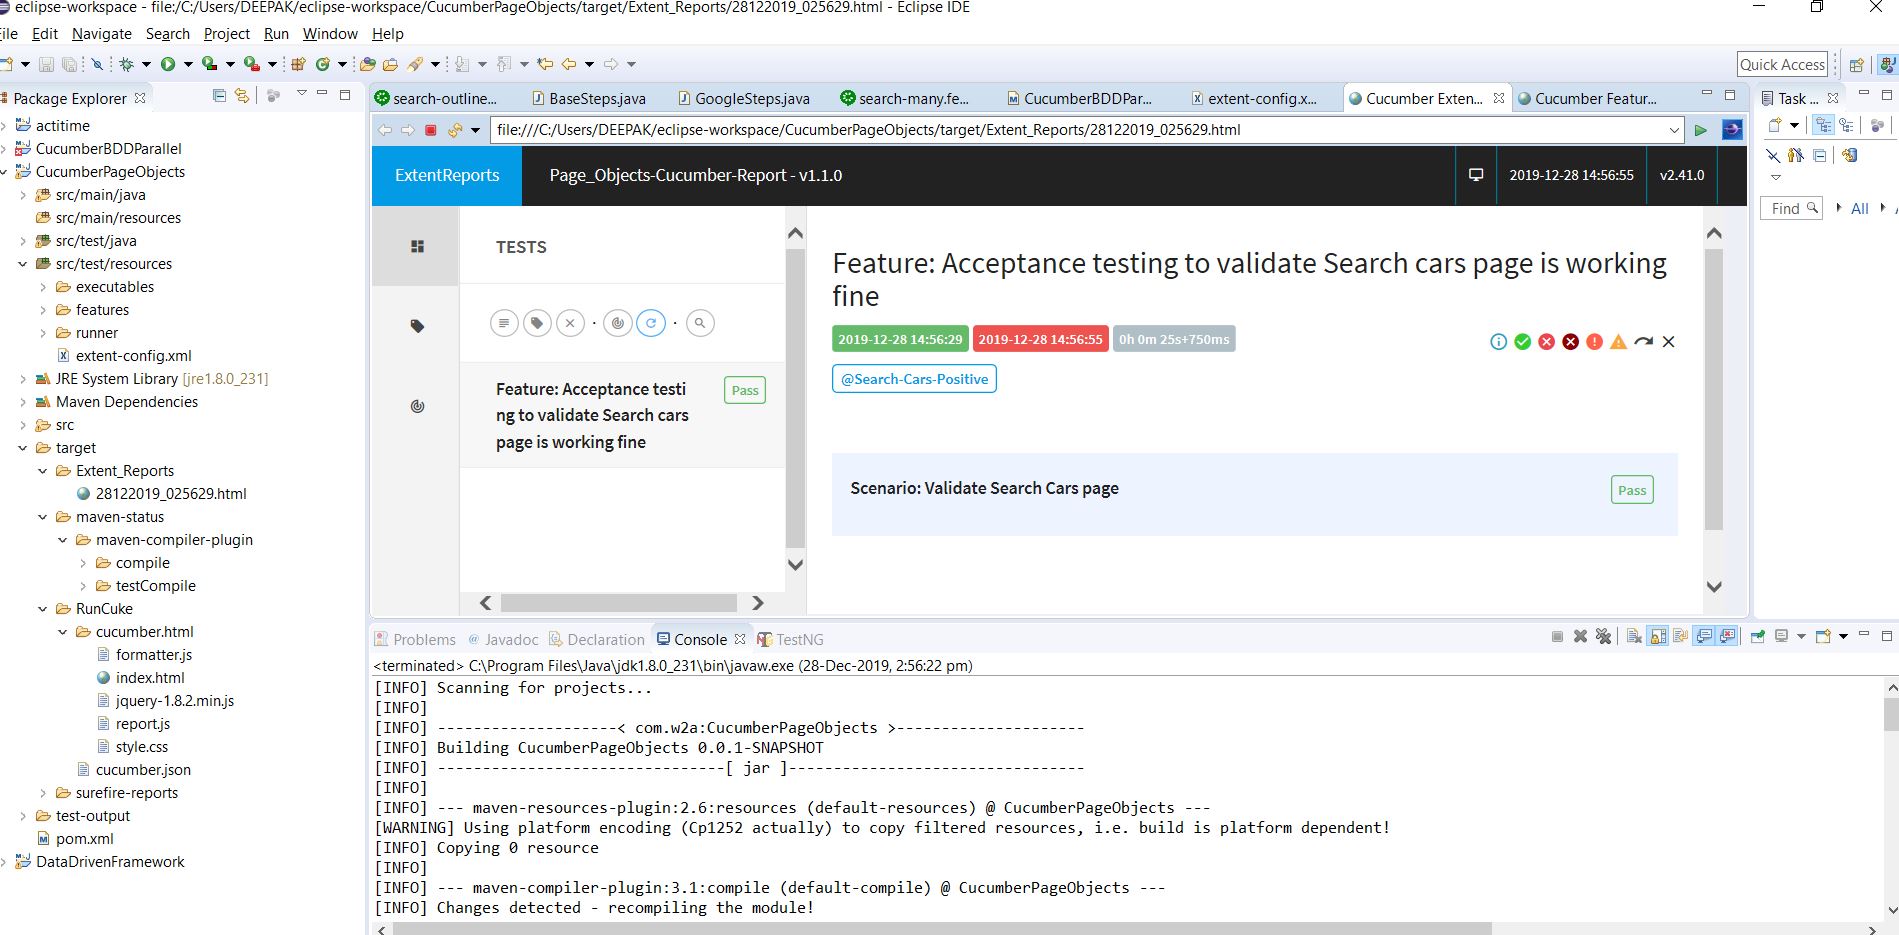 eclipse-workspace - file:/C:/Users/DEEPAK/eclipse-workspace/CucumberPageObjects/target/Extent_Reports/28122019_025629.html - Eclipse IDE
ile Edit Navigate Search Project Run Window Help
Quick Access
Package Explorer
actitime
CucumberBDDParallel
CucumberPageObjects
src/main/java
src/main/resources
src/test/java
src/test/resources
executables
features
runner
extent-config.xml
JRE System Library [jre1.8.0_231]
Maven Dependencies
src
target
Extent_Reports
28122019_025629.html
maven-status
maven-compiler-plugin
compile
testCompile
RunCuke
cucumber.html
formatter.js
index.html
jquery-1.8.2.min.js
report.js
style.css
cucumber.json
surefire-reports
test-output
pom.xml
DataDrivenFramework
search-outline... BaseSteps.java GoogleSteps.java search-many.fe... CucumberBDDPar... extent-config.x... Cucumber Exten... Cucumber Featur...
file:///C:/Users/DEEPAK/eclipse-workspace/CucumberPageObjects/target/Extent_Reports/28122019_025629.html
ExtentReports Page_Objects-Cucumber-Report - v1.1.0 2019-12-28 14:56:55 v2.41.0
TESTS
Feature: Acceptance testi
ng to validate Search cars
page is working fine
Pass
Feature: Acceptance testing to validate Search cars page is working
fine
2019-12-28 14:56:29 2019-12-28 14:56:55 0h 0m 25s+750ms
@Search-Cars-Positive
Scenario: Validate Search Cars page Pass
Task ...
Find All
Problems Javadoc Declaration Console TestNG
<terminated> C:\Program Files\Java\jdk1.8.0_231\bin\javaw.exe (28-Dec-2019, 2:56:22 pm)
[INFO] Scanning for projects...
[INFO]
[INFO] --------------------< com.w2a:CucumberPageObjects >---------------------
[INFO] Building CucumberPageObjects 0.0.1-SNAPSHOT
[INFO] --------------------------------[ jar ]---------------------------------
[INFO]
[INFO] --- maven-resources-plugin:2.6:resources (default-resources) @ CucumberPageObjects ---
[WARNING] Using platform encoding (Cp1252 actually) to copy filtered resources, i.e. build is platform dependent!
[INFO] Copying 0 resource
[INFO]
[INFO] --- maven-compiler-plugin:3.1:compile (default-compile) @ CucumberPageObjects ---
[INFO] Changes detected - recompiling the module!